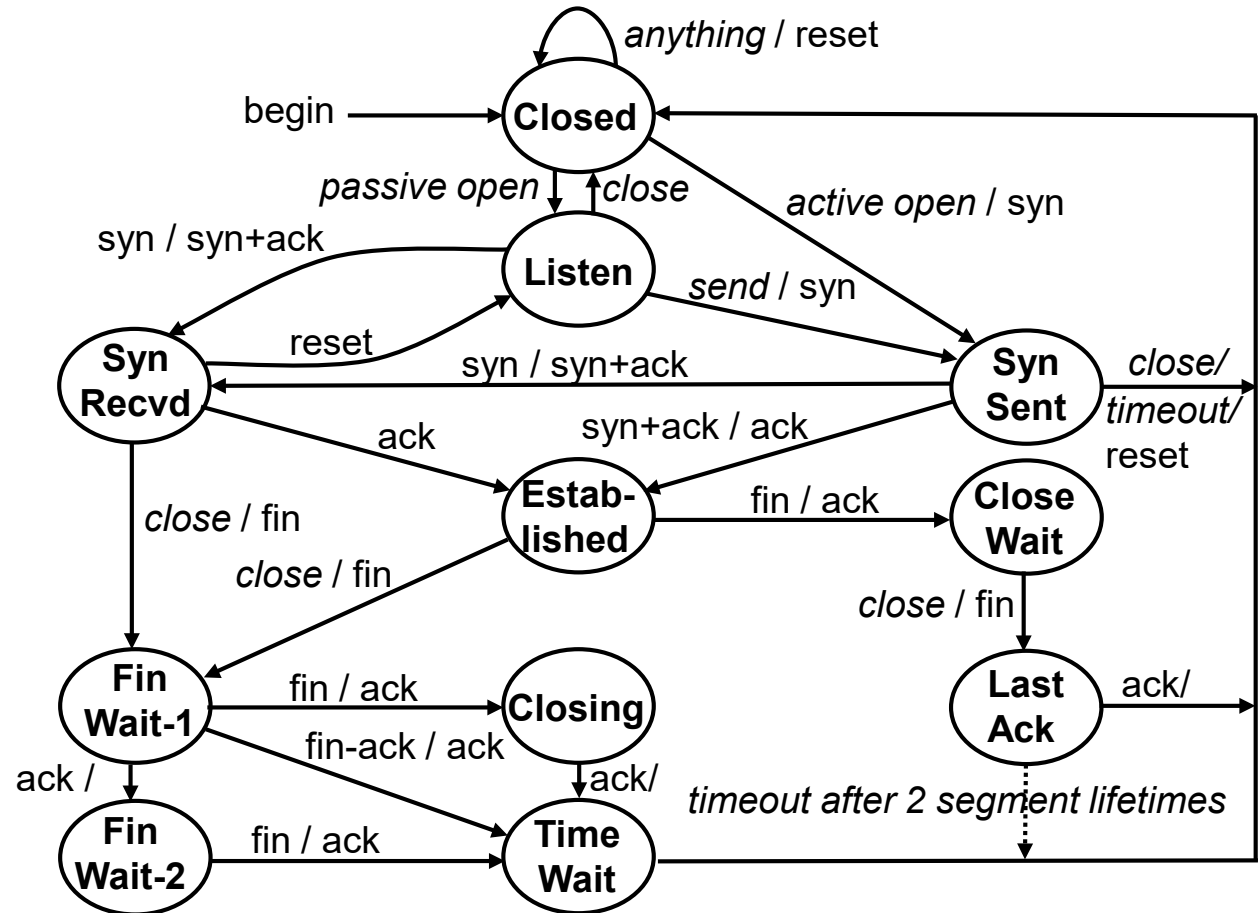 anything / reset
begin
Closed
passive open
close
active open / syn
syn / syn+ack
Listen
send / syn
reset
Syn
Recvd
syn / syn+ack
Syn
Sent
close/
timeout/
reset
ack
syn+ack / ack
Estab-
lished
fin / ack
Close
Wait
close / fin
close / fin
close / fin
Fin
Wait-1
fin / ack
Closing
Last
Ack
ack/
fin-ack / ack
ack /
ack/
timeout after 2 segment lifetimes
Fin
Wait-2
fin / ack
Time
Wait